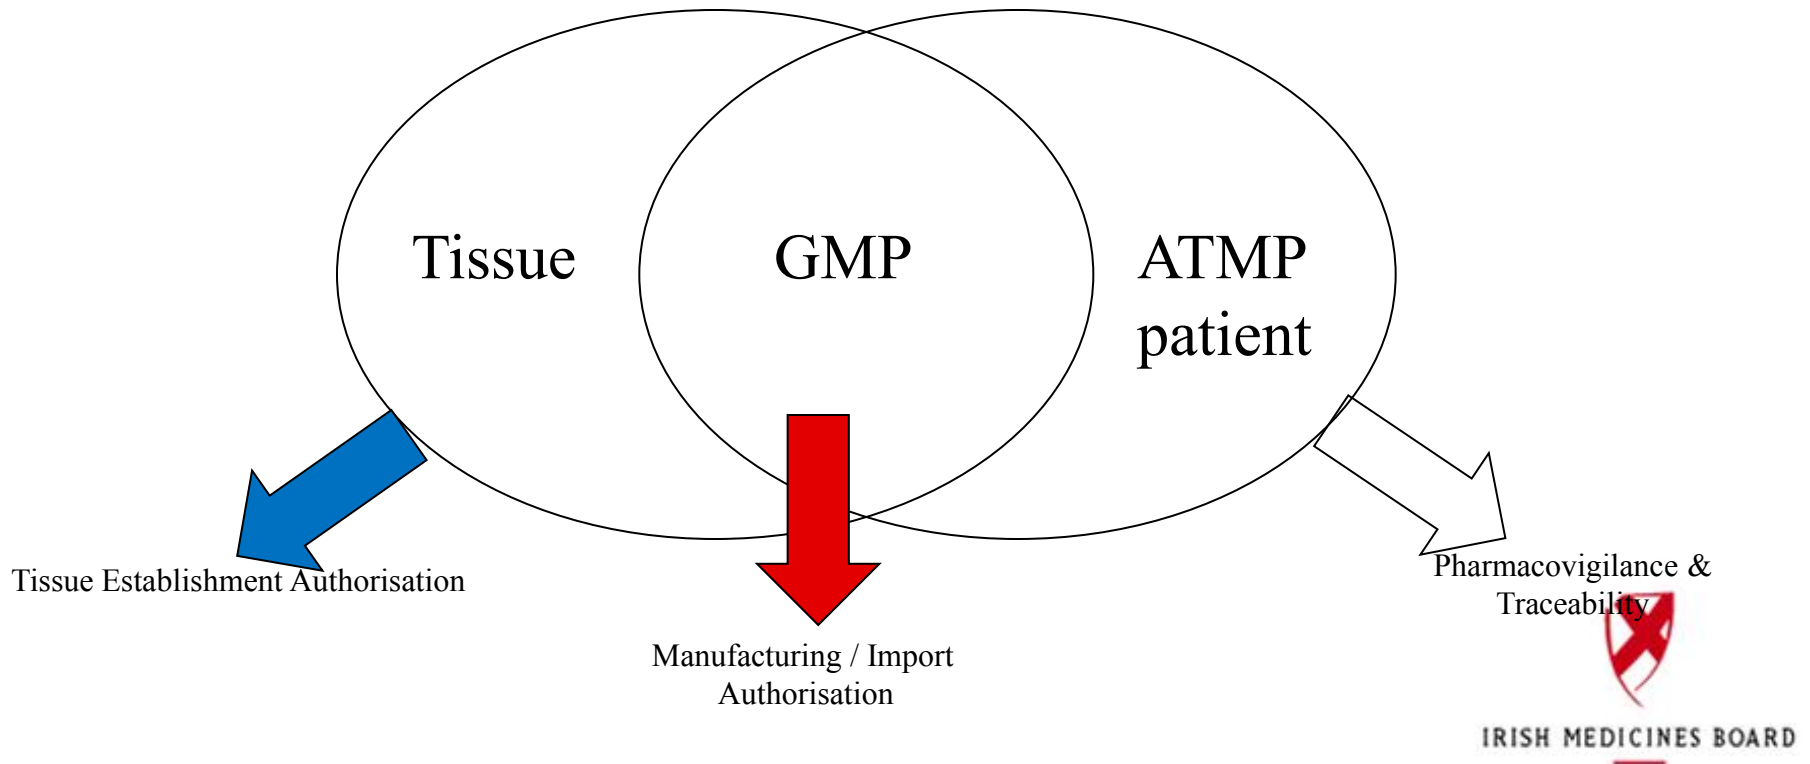 Tissue
GMP
ATMP
patient
Tissue Establishment Authorisation
Manufacturing / Import
Authorisation
Pharmacovigilance &
Traceability
IRISH MEDICINES BOARD